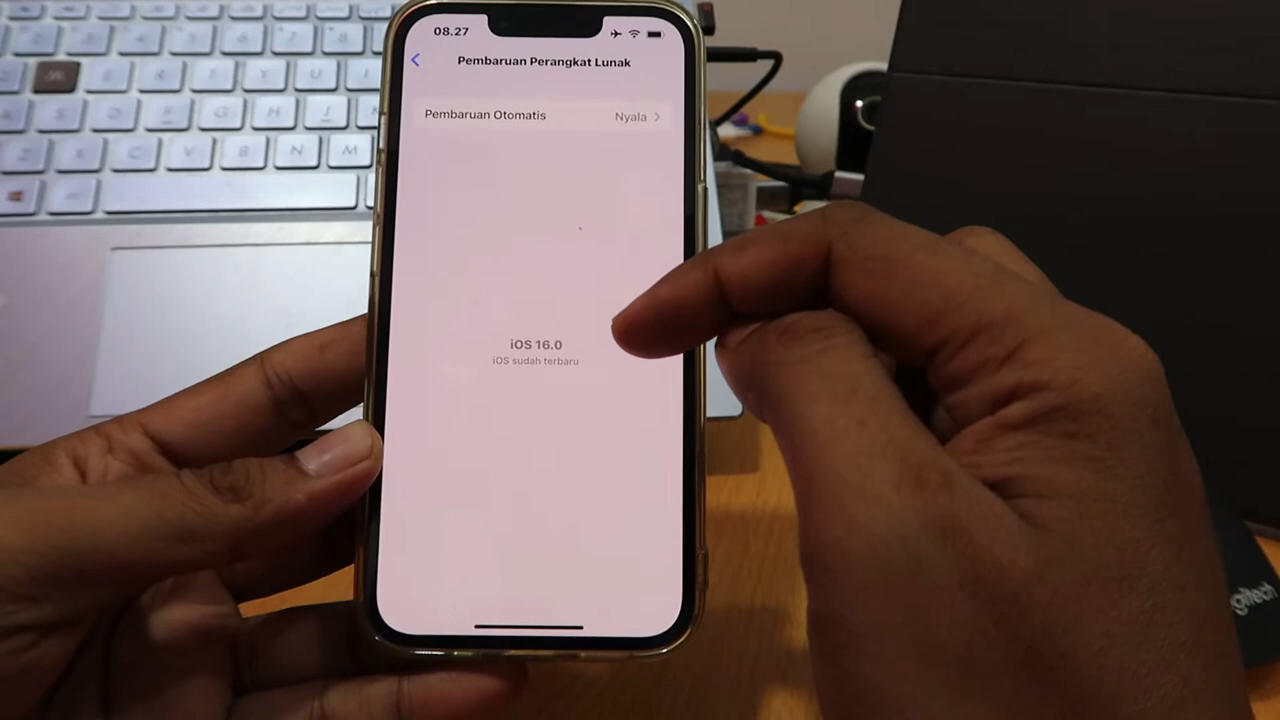 08.27
Pembaruan Perangkat Lunak
Pembaruan Otomatis
Nyala
iOS 16.0
iOS sudah terbaru
E
R
T
Y
U
I
F
G
H
J
K
Z
X
C
V
B
N
M